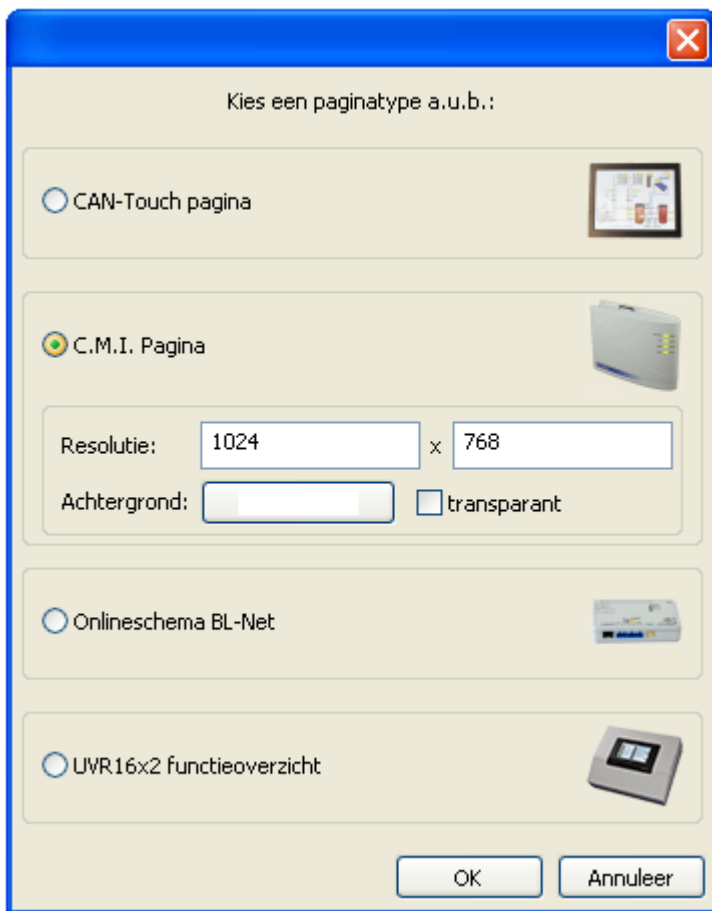 Kies een paginatype a.u.b.:
CAN-Touch pagina
C.M.I. Pagina
Resolutie: 1024 x 768
Achtergrond: transparant
Onlineschema BL-Net
UVR16x2 functieoverzicht
OK Annuleer